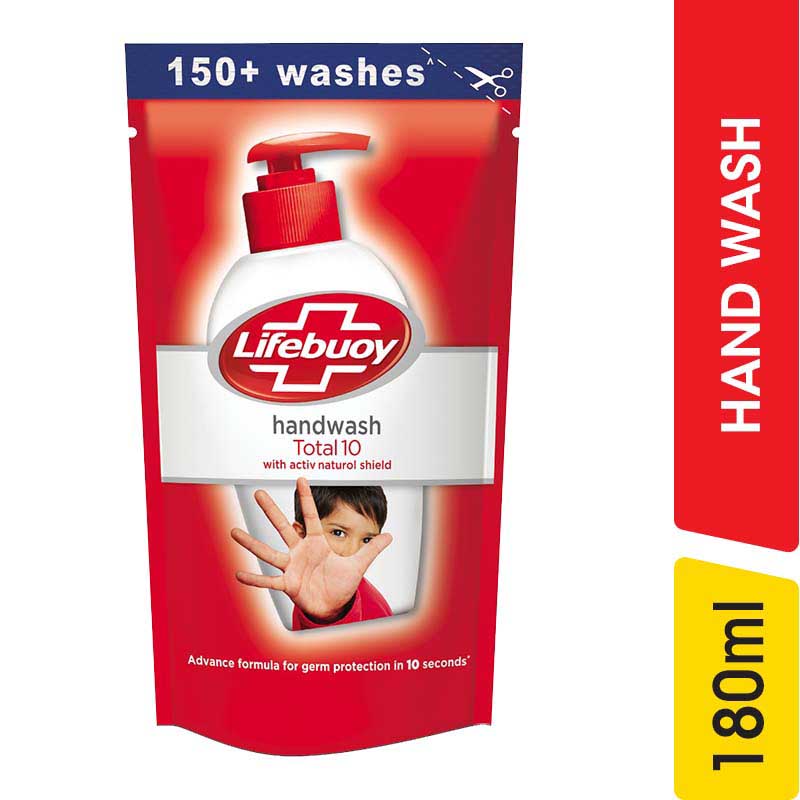 150+ washes^
Lifebuoy
handwash
Total 10
with activ naturol shield
Advance formula for germ protection in 10 seconds*
HAND WASH
180ml